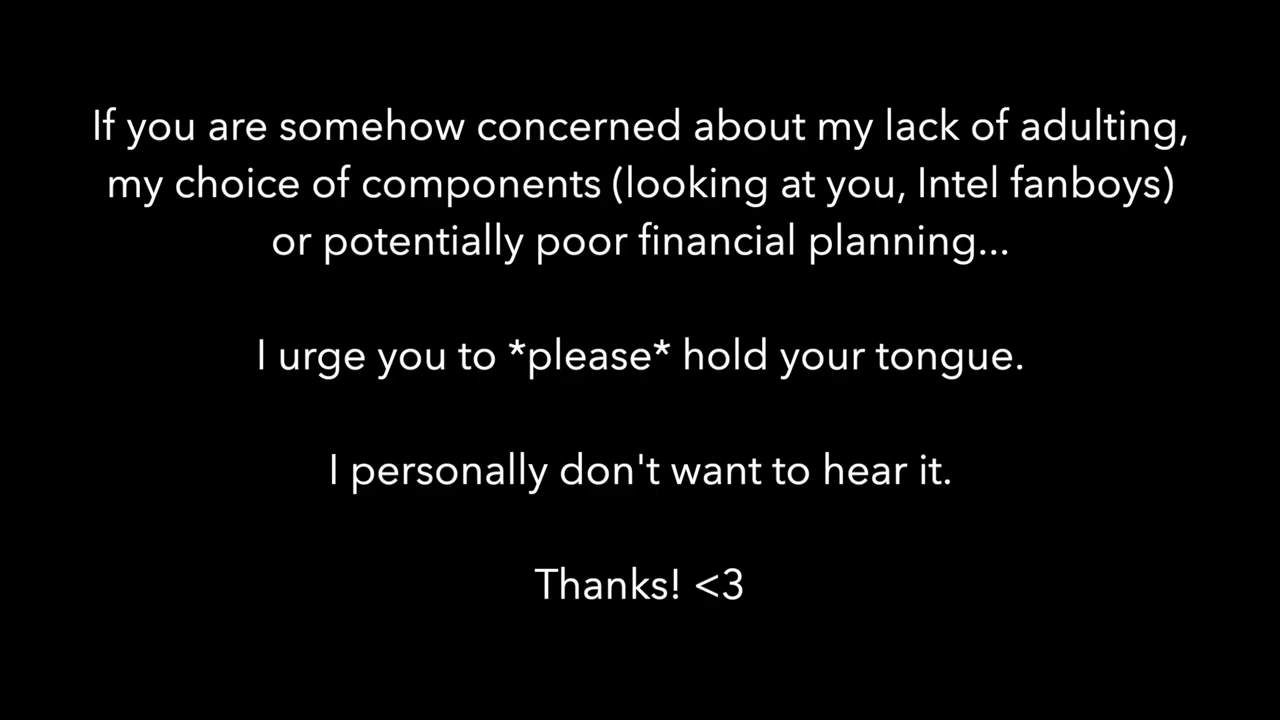 If you are somehow concerned about my lack of adulting,
my choice of components (looking at you, Intel fanboys)
or potentially poor financial planning...
I urge you to *please* hold your tongue.
I personally don't want to hear it.
Thanks! <3